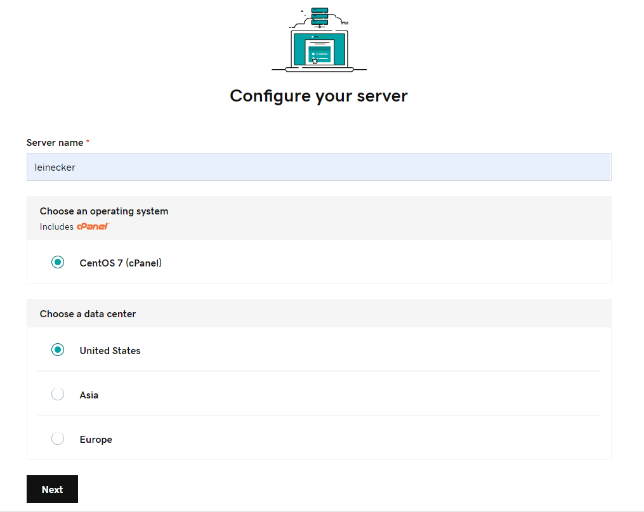 Configure your server
Server name *
leinecker
Choose an operating system
Includes cPanel
CentOS 7 (cPanel)
Choose a data center
United States
Asia
Europe
Next